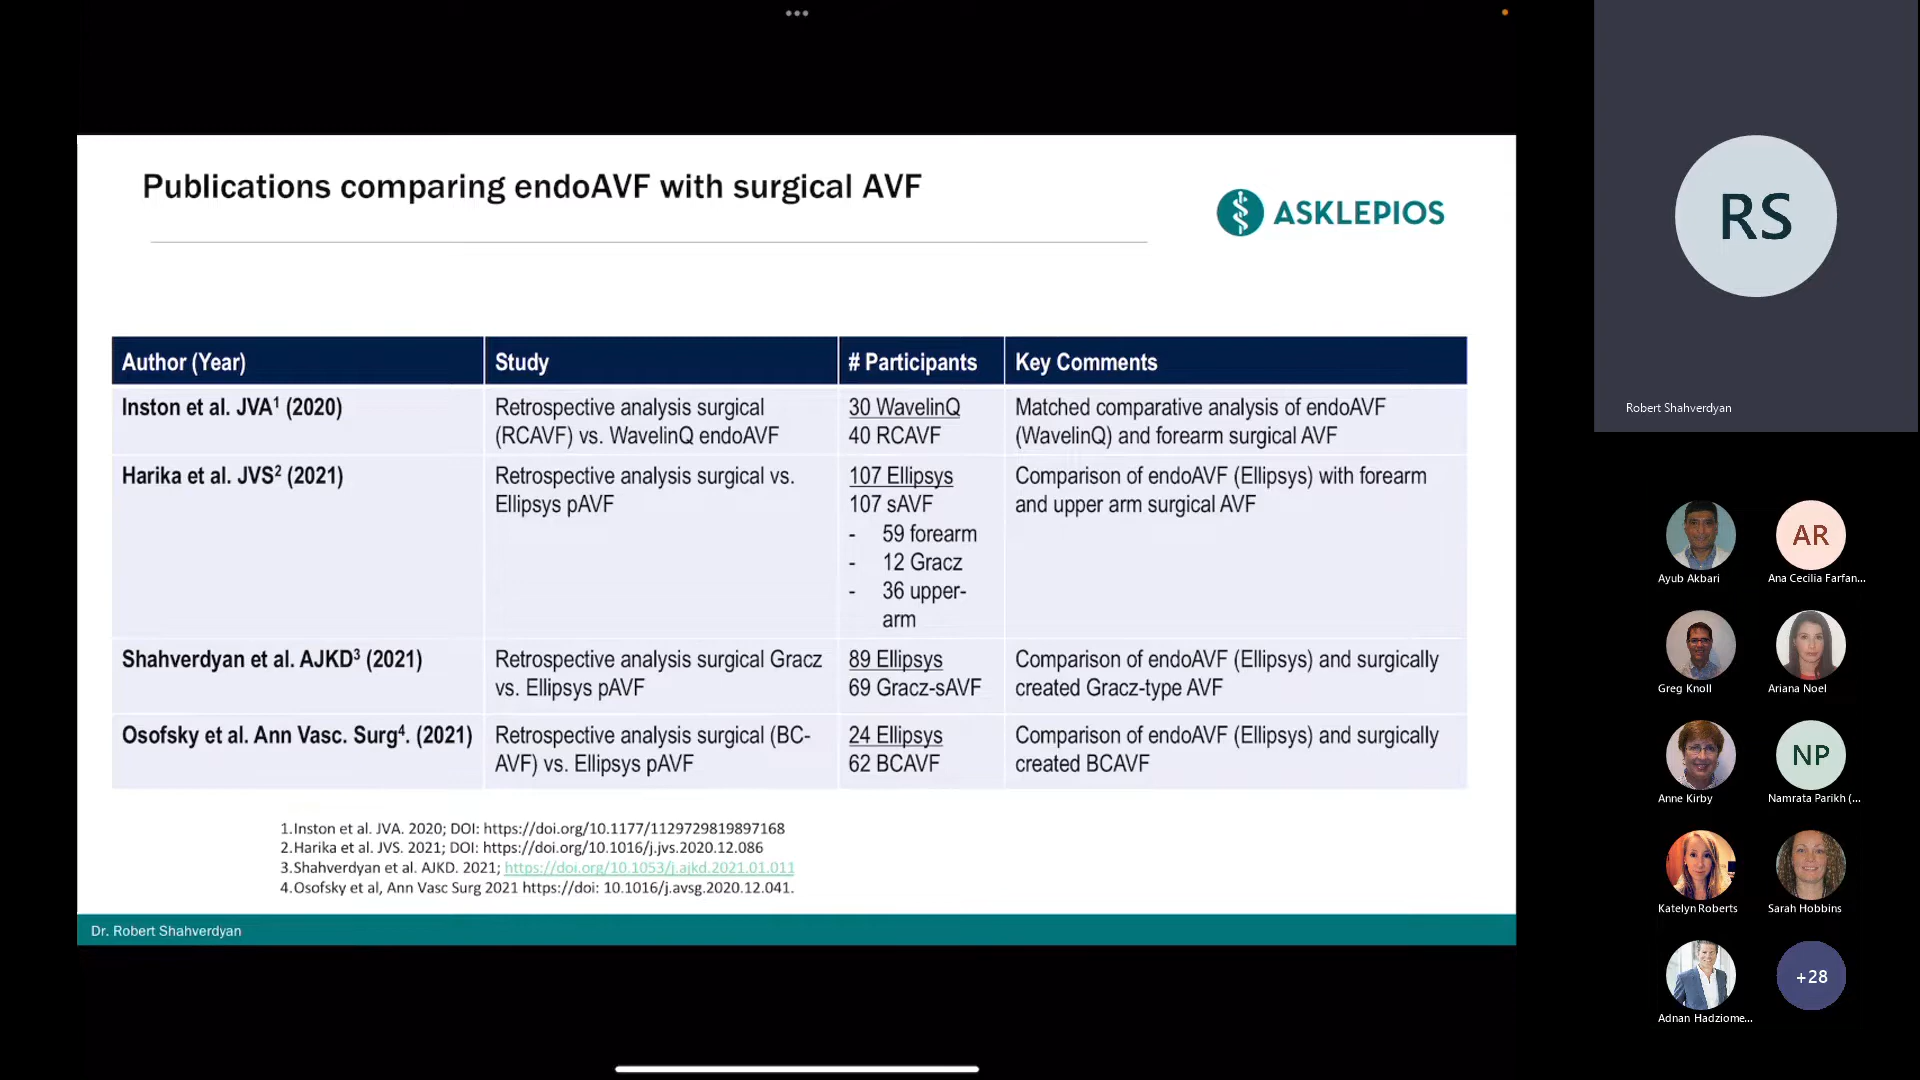 Publications comparing endoAVF with surgical AVF
ASKLEPIOS
Author (Year)
Study
# Participants
Key Comments
Inston et al. JVA1 (2020)
Retrospective analysis surgical
(RCAVF) vs. WavelinQ endoAVF
30 WavelinQ
40 RCAVF
Matched comparative analysis of endoAVF
(WavelinQ) and forearm surgical AVF
Harika et al. JVS2 (2021)
Retrospective analysis surgical vs.
Ellipsys pAVF
107 Ellipsys
107 sAVF
- 59 forearm
- 12 Gracz
- 36 upper-
arm
Comparison of endoAVF (Ellipsys) with forearm
and upper arm surgical AVF
Shahverdyan et al. AJKD3 (2021)
Retrospective analysis surgical Gracz
vs. Ellipsys pAVF
89 Ellipsys
69 Gracz-sAVF
Comparison of endoAVF (Ellipsys) and surgically
created Gracz-type AVF
Osofsky et al. Ann Vasc. Surg4. (2021)
Retrospective analysis surgical (BC-
AVF) vs. Ellipsys pAVF
24 Ellipsys
62 BCAVF
Comparison of endoAVF (Ellipsys) and surgically
created BCAVF
1.Inston et al. JVA. 2020; DOI: https://doi.org/10.1177/1129729819897168
2.Harika et al. JVS. 2021; DOI: https://doi.org/10.1016/j.jvs.2020.12.086
3.Shahverdyan et al. AJKD. 2021; https://doi.org/10.1053/j.ajkd.2021.01.011
4.Osofsky et al, Ann Vasc Surg 2021 https://doi: 10.1016/j.avsg.2020.12.041.
Dr. Robert Shahverdyan
RS
Robert Shahverdyan
Ayub Akbari
AR
Ana Cecilia Farfan...
Greg Knoll
Ariana Noel
Anne Kirby
NP
Namrata Parikh (...
Katelyn Roberts
Sarah Hobbins
Adnan Hadziome...
+28